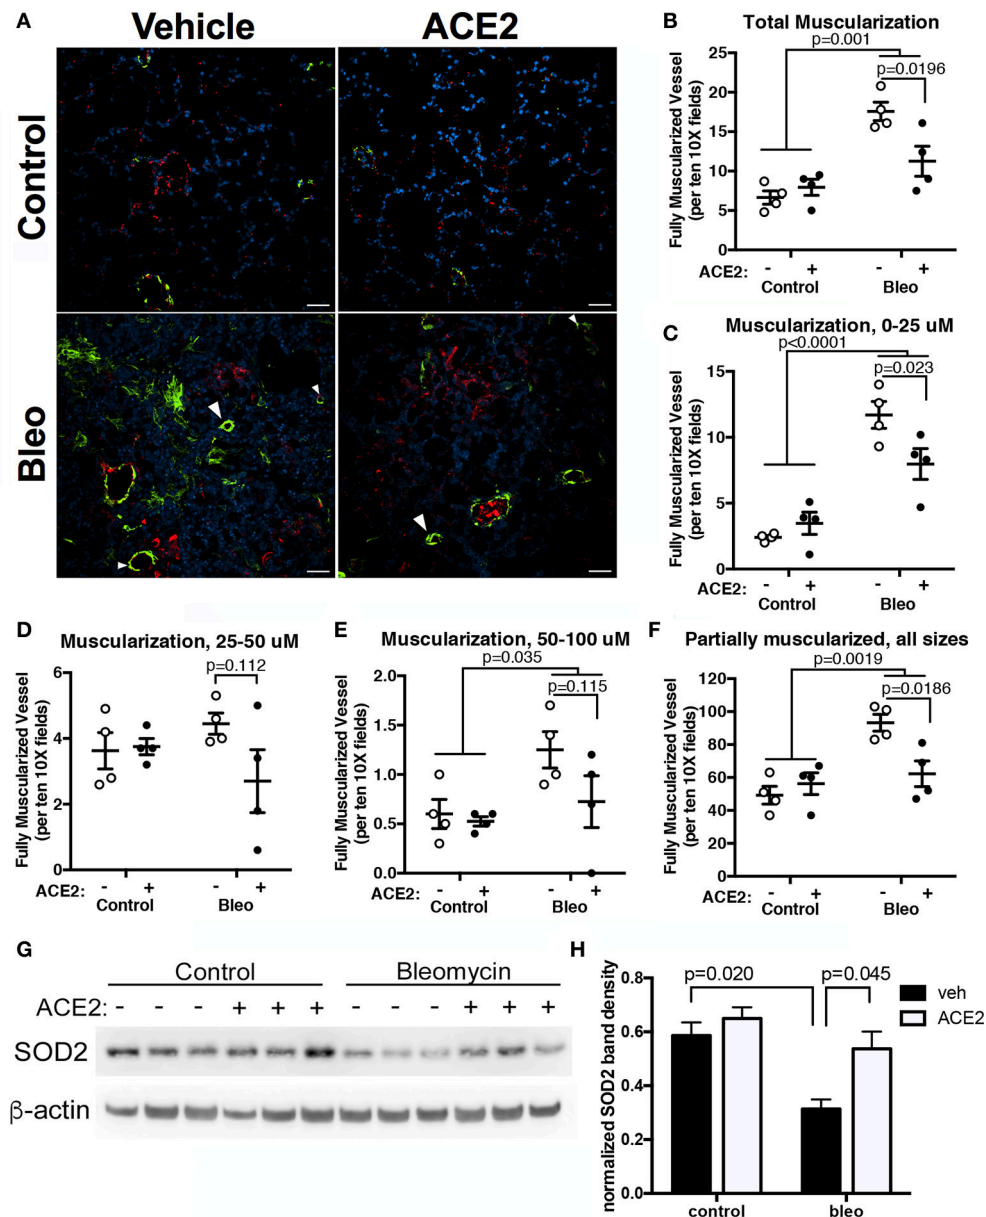 A
Vehicle
ACE2
Control
Bleo
B
Total Muscularization
p=0.001
p=0.0196
Fully Muscularized Vessel
(per ten 10X fields)
25
20
15
10
5
0
ACE2: - + - +
Control Bleo
C
Muscularization, 0-25 uM
p<0.0001
p=0.023
Fully Muscularized Vessel
(per ten 10X fields)
15
10
5
0
ACE2: - + - +
Control Bleo
D
Muscularization, 25-50 uM
p=0.112
Fully Muscularized Vessel
(per ten 10X fields)
6
4
2
0
ACE2: - + - +
Control Bleo
E
Muscularization, 50-100 uM
p=0.035
p=0.115
Fully Muscularized Vessel
(per ten 10X fields)
2.0
1.5
1.0
0.5
0.0
ACE2: - + - +
Control Bleo
F
Partially muscularized, all sizes
p=0.0019
p=0.0186
Fully Muscularized Vessel
(per ten 10X fields)
120
100
80
60
40
20
0
ACE2: - + - +
Control Bleo
G
Control Bleomycin
ACE2: - - - + + + - - - + + +
SOD2
β-actin
H
p=0.020 p=0.045
veh
ACE2
normalized SOD2 band density
0.8
0.6
0.4
0.2
0.0
control bleo